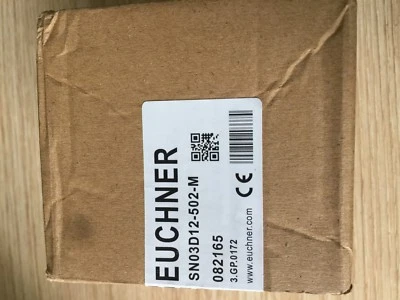 EUCHNER
SN03D12-502-M
082165
3.GP.0172
www.euchner.com
CE